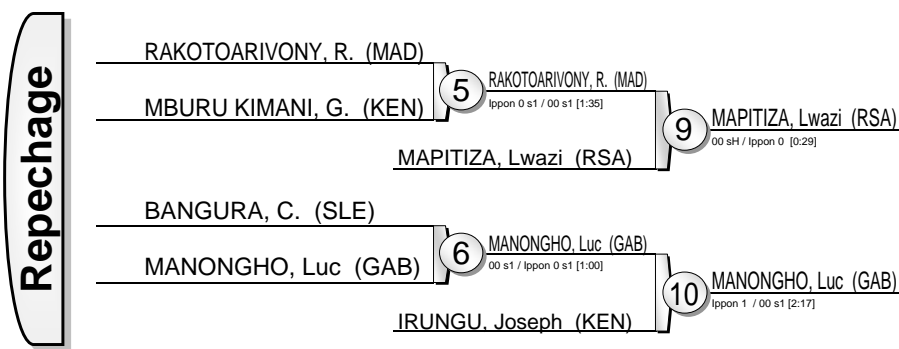 Repechage
RAKOTOARIVONY, R. (MAD)
MBURU KIMANI, G. (KEN)
5
RAKOTOARIVONY, R. (MAD)
Ippon 0 s1 / 00 s1 [1:35]
MAPITIZA, Lwazi (RSA)
9
MAPITIZA, Lwazi (RSA)
00 sH / Ippon 0 [0:29]
BANGURA, C. (SLE)
MANONGHO, Luc (GAB)
6
MANONGHO, Luc (GAB)
00 s1 / Ippon 0 s1 [1:00]
IRUNGU, Joseph (KEN)
10
MANONGHO, Luc (GAB)
Ippon 1 / 00 s1 [2:17]